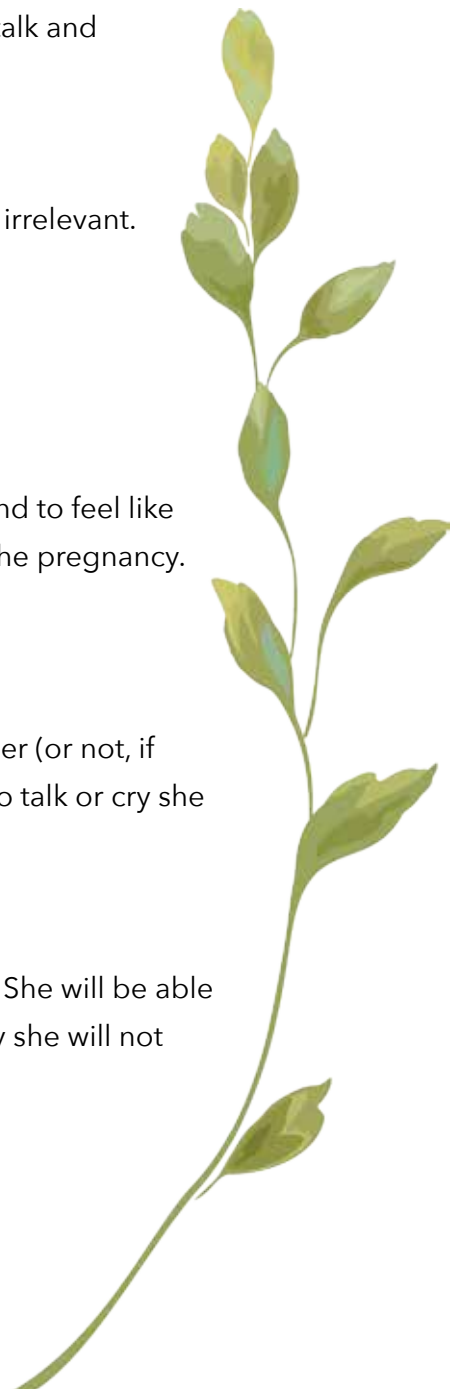 talk and
irrelevant.
nd to feel like
he pregnancy.
er (or not, if
o talk or cry she
She will be able
y she will not